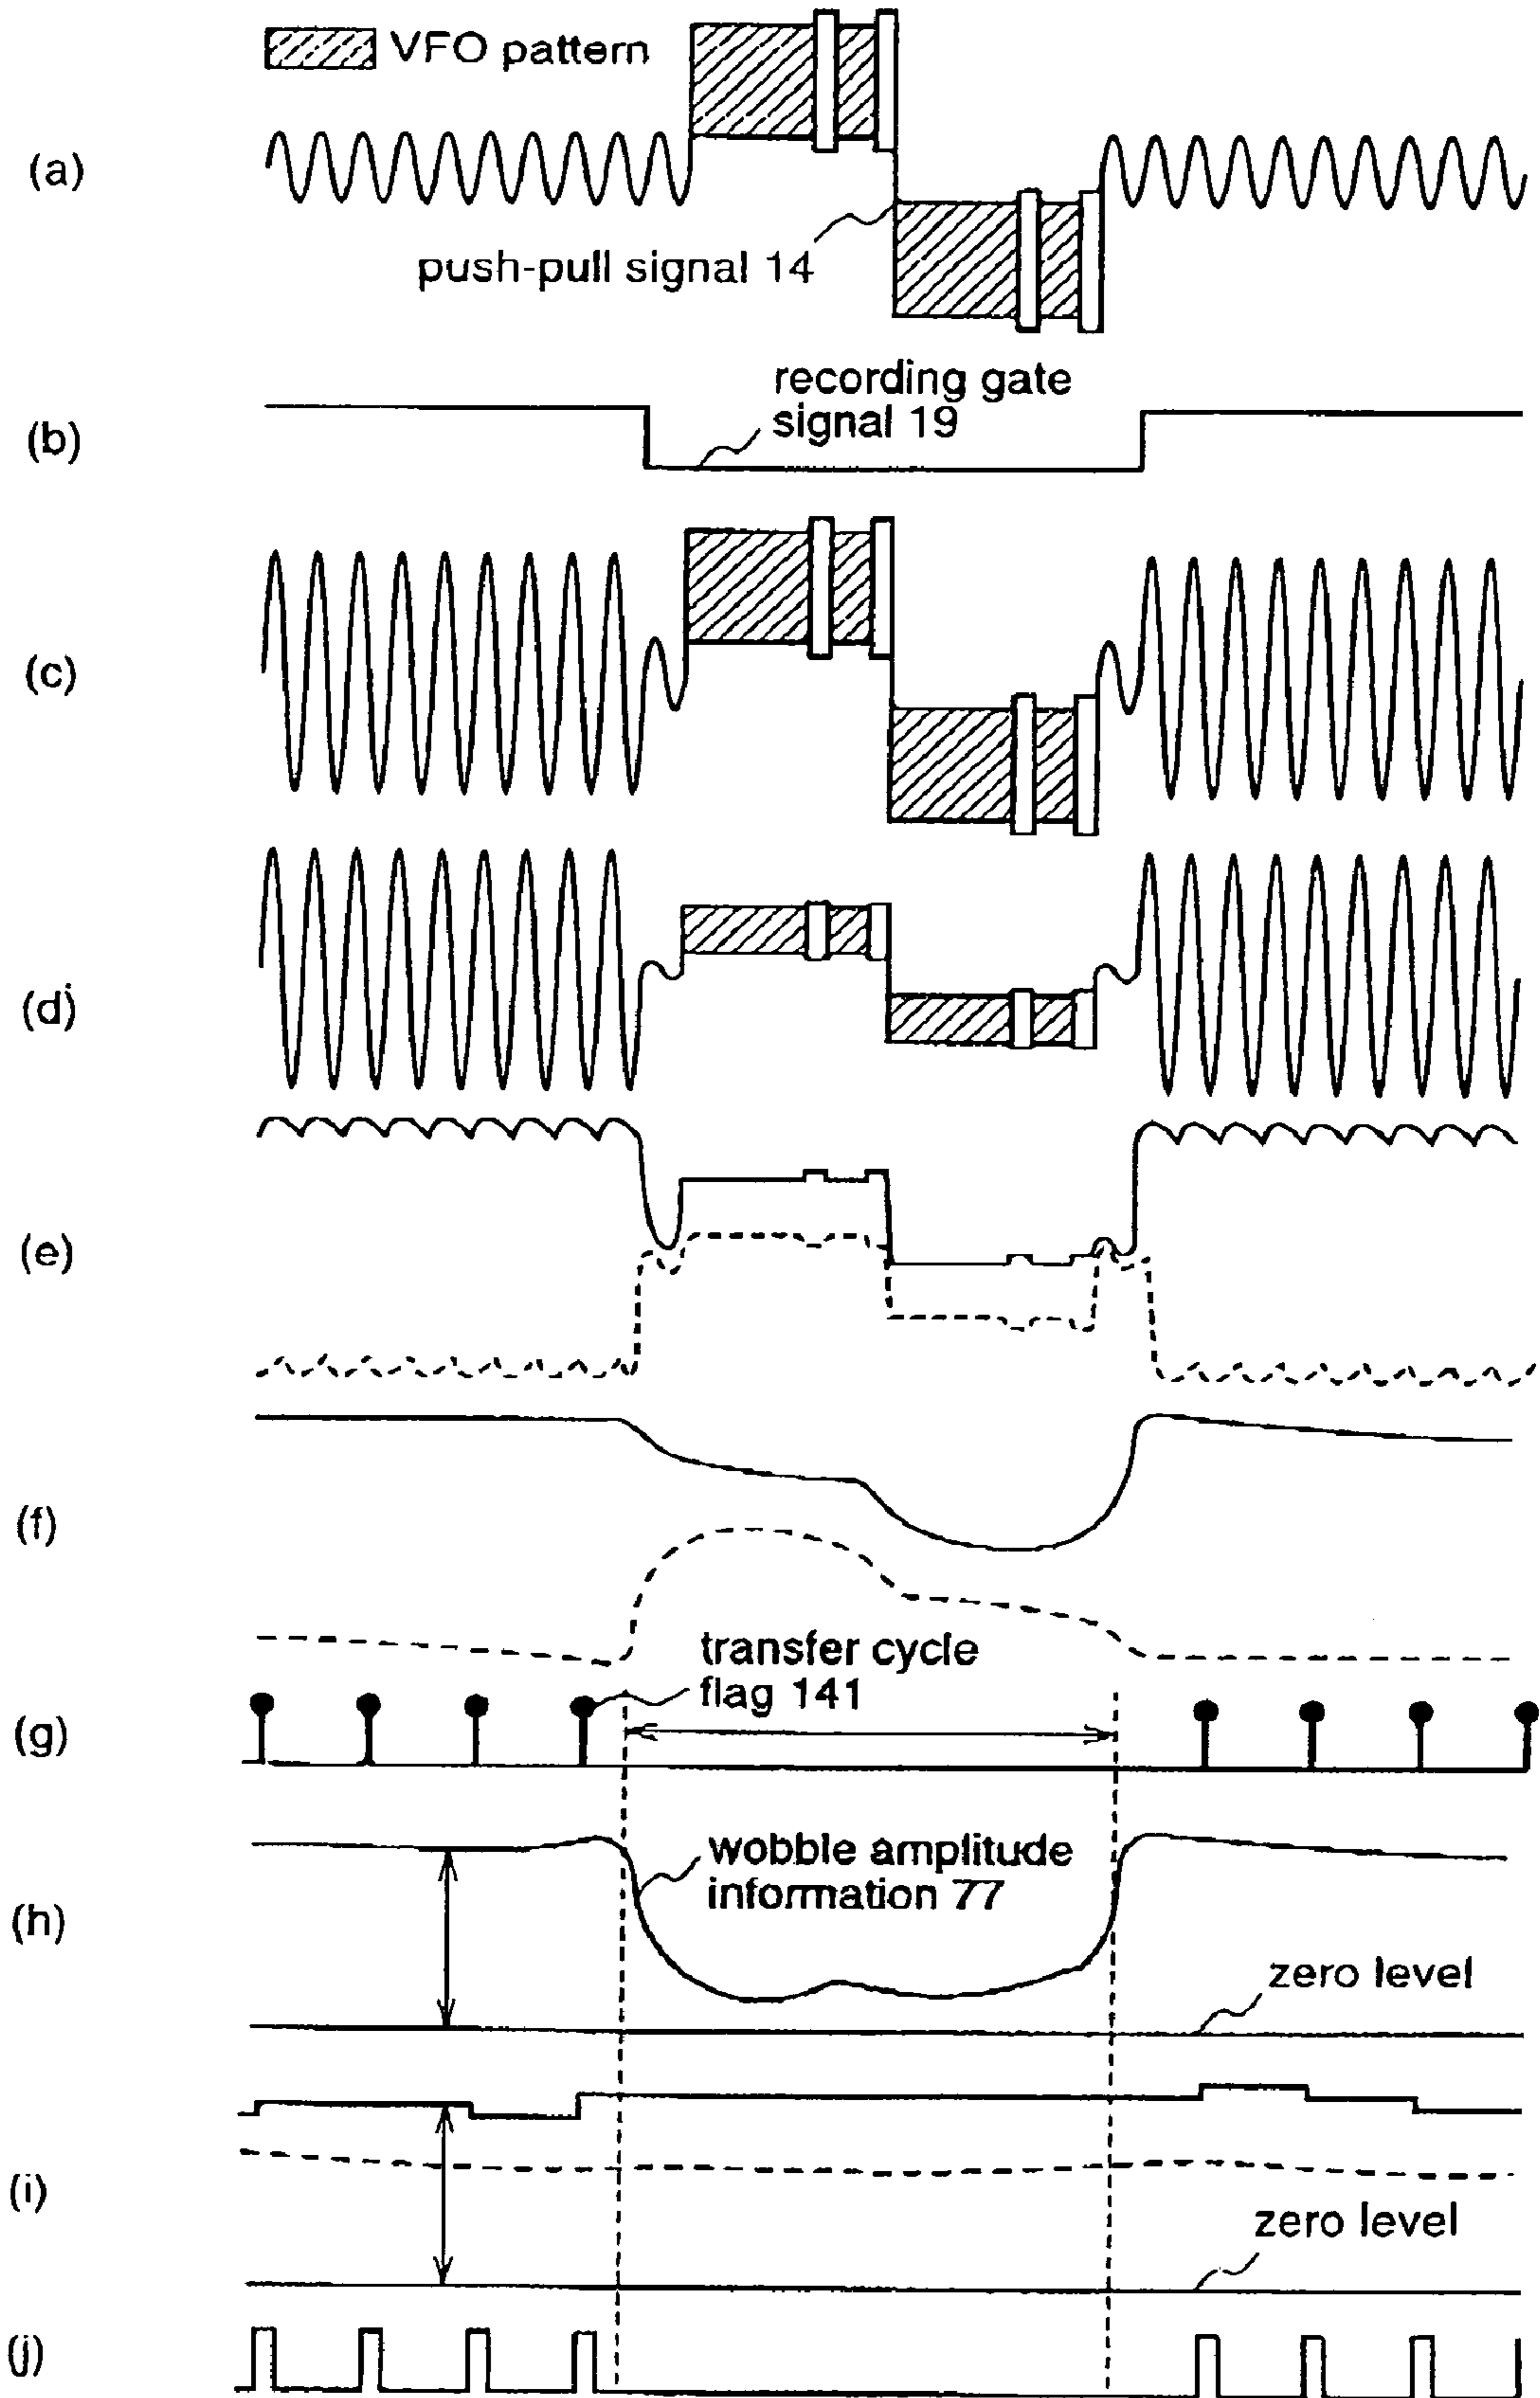 VFO pattern
(a)
push-pull signal 14
recording gate
signal 19
(b)
(c)
(d)
(e)
(f)
transfer cycle
flag 141
(g)
wobble amplitude
information 77
(h)
zero level
(i)
zero level
(j)